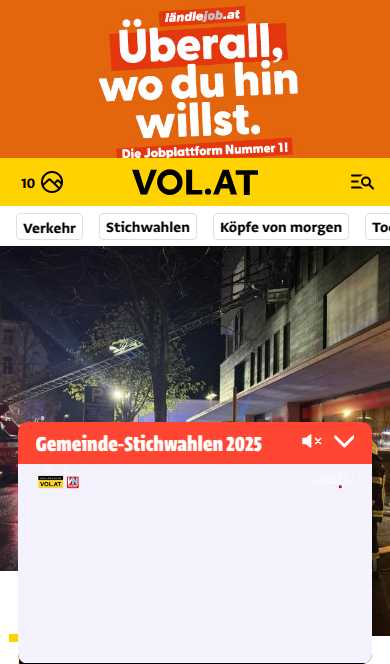 ländlejob.at
Überall,
wo du hin
willst.
Die Jobplattform Nummer 1!
10
VOL.AT
Verkehr
Stichwahlen
Köpfe von morgen
Gemeinde-Stichwahlen 2025
VOL.AT